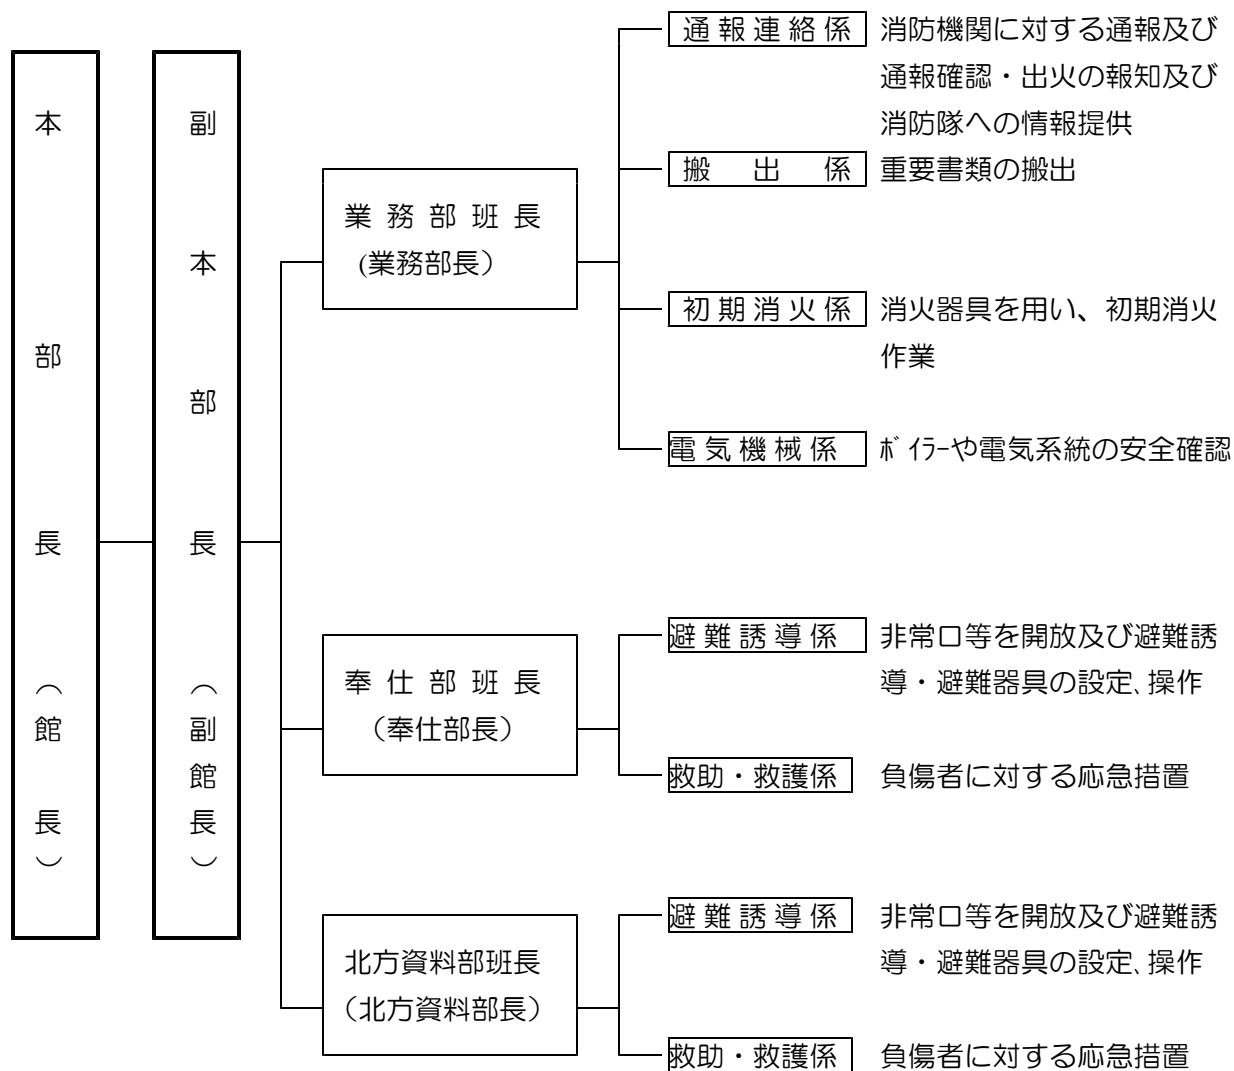 本部長（館長）
副本部長（副館長）
業務部班長
(業務部長）
通報連絡係 消防機関に対する通報及び
通報確認・出火の報知及び
消防隊への情報提供
搬出係 重要書類の搬出
初期消火係 消火器具を用い、初期消火
作業
電気機械係 ﾎﾞｲﾗｰや電気系統の安全確認
奉仕部班長
（奉仕部長）
避難誘導係 非常口等を開放及び避難誘
導・避難器具の設定､操作
救助・救護係 負傷者に対する応急措置
北方資料部班長
（北方資料部長）
避難誘導係 非常口等を開放及び避難誘
導・避難器具の設定､操作
救助・救護係 負傷者に対する応急措置